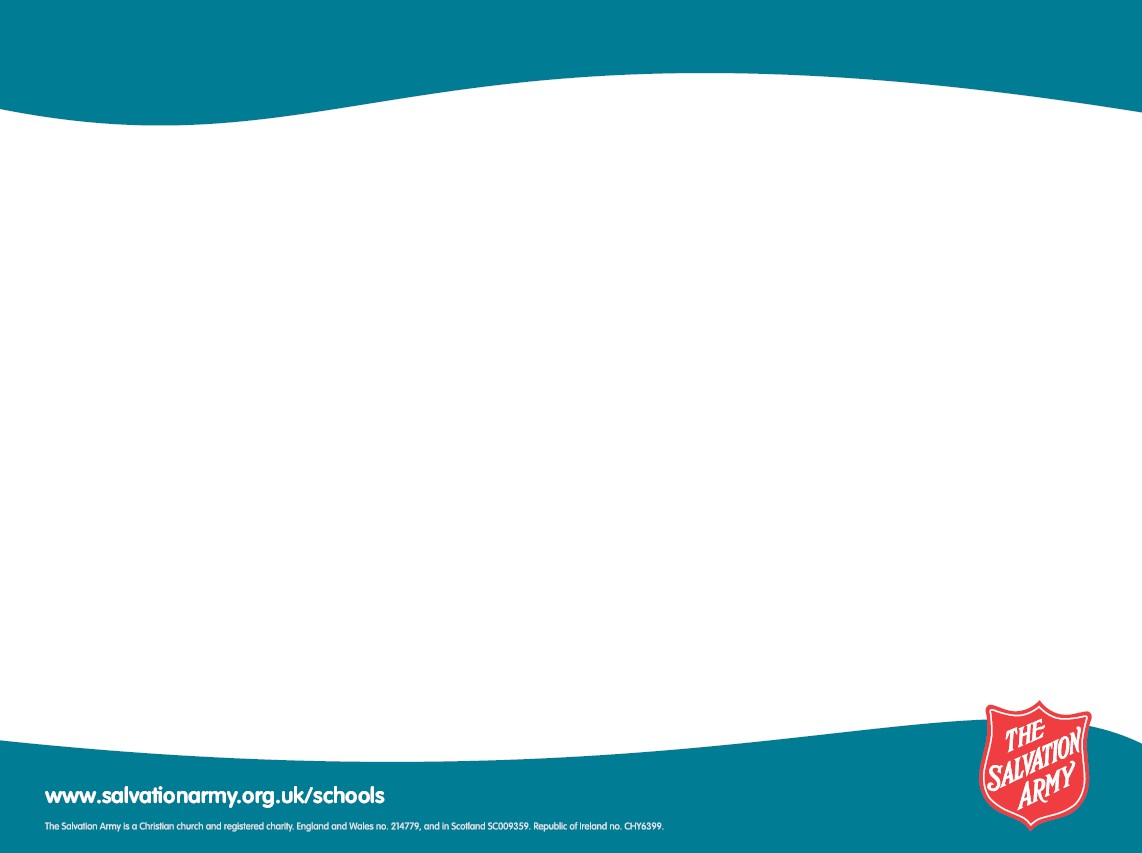 THE
SALVATION
ARMY
www.salvationarmy.org.uk/schools
The Salvation Army is a Christian church and registered charity. England and Wales no. 214779, and in Scotland SC009359. Republic of Ireland no. CHY6399.